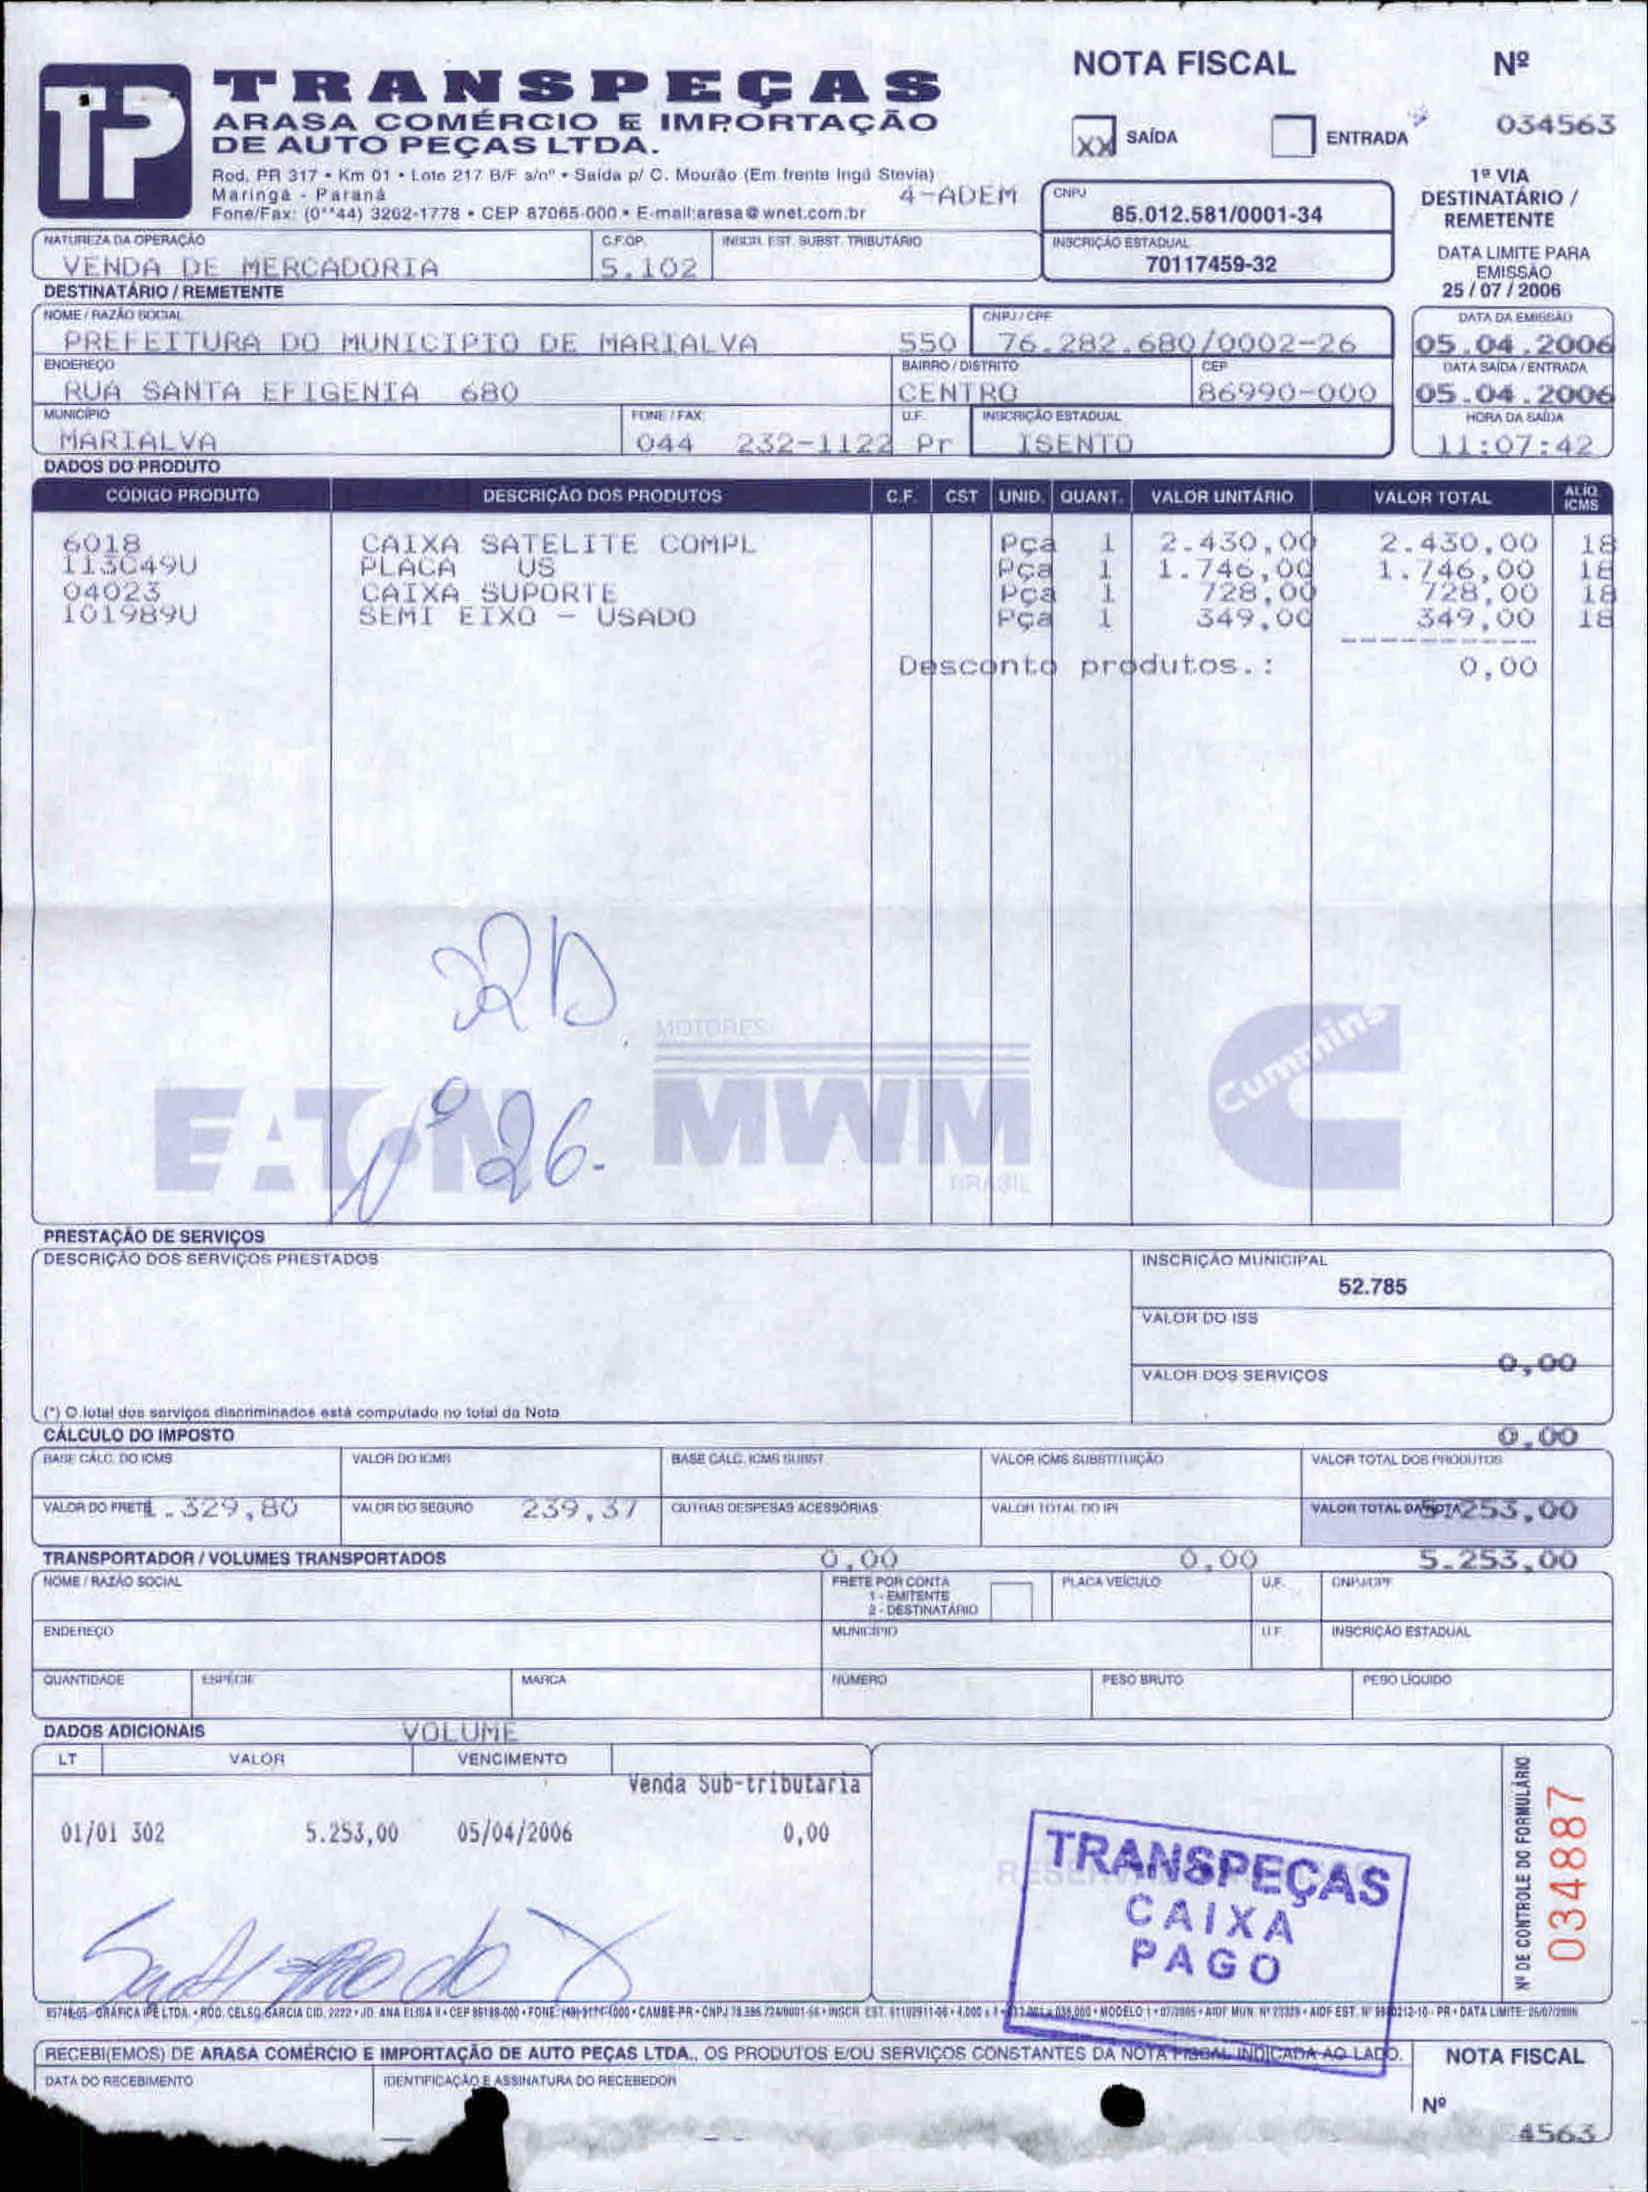 TP
TRANSPEÇAS
ARASA COMÉRCIO E IMPORTAÇÃO
DE AUTO PEÇAS LTDA.
Rod. PR 317 • Km 01 • Lote 217 B/F s/nº • Saída p/ C. Mourão (Em frente Ingá Stevia)
Maringá - Paraná
4-ADEM
Fone/Fax: (0**44) 3262-1778 • CEP 87065-000 • E-mail:arasa@wnet.com.br
NOTA FISCAL
Nº
XX SAÍDA
ENTRADA
034563
1ª VIA
DESTINATÁRIO /
REMETENTE
CNPJ
85.012.581/0001-34
INSCRIÇÃO ESTADUAL
70117459-32
DATA LIMITE PARA
EMISSÃO
25 / 07 / 2006
NATUREZA DA OPERAÇÃO
VENDA DE MERCADORIA
C.F.OP.
5.102
INSCR. EST. SUBST. TRIBUTÁRIO
DESTINATÁRIO / REMETENTE
NOME / RAZÃO SOCIAL
PREFEITURA DO MUNICIPIO DE MARIALVA 550
CNPJ / CPF
76.282.680/0002-26
DATA DA EMISSÃO
05.04.2006
ENDEREÇO
RUA SANTA EFIGENIA 680
BAIRRO / DISTRITO
CENTRO
CEP
86990-000
DATA SAÍDA / ENTRADA
05.04.2006
MUNICÍPIO
MARIALVA
FONE / FAX
044 232-1122
U.F.
Pr
INSCRIÇÃO ESTADUAL
ISENTO
HORA DA SAÍDA
11:07:42
DADOS DO PRODUTO
CÓDIGO PRODUTO DESCRIÇÃO DOS PRODUTOS C.F. CST UNID. QUANT. VALOR UNITÁRIO VALOR TOTAL ALÍQ. ICMS
6018 CAIXA SATELITE COMPL Pça 1 2.430,00 2.430,00 18
113C49U PLACA US Pça 1 1.746,00 1.746,00 18
04023 CAIXA SUPORTE Pça 1 728,00 728,00 18
101989U SEMI EIXO - USADO Pça 1 349,00 349,00 18
Desconto produtos.: 0,00
22D
Nº 26.
EATON
MOTORES
MWM
BRASIL
Cummins
PRESTAÇÃO DE SERVIÇOS
DESCRIÇÃO DOS SERVIÇOS PRESTADOS
INSCRIÇÃO MUNICIPAL
52.785
VALOR DO ISS
0,00
VALOR DOS SERVIÇOS
0,00
(*) O total dos serviços discriminados está computado no total da Nota
CÁLCULO DO IMPOSTO
BASE CÁLC. DO ICMS VALOR DO ICMS BASE CÁLC. ICMS SUBST. VALOR ICMS SUBSTITUIÇÃO VALOR TOTAL DOS PRODUTOS
VALOR DO FRETE VALOR DO SEGURO OUTRAS DESPESAS ACESSÓRIAS VALOR TOTAL DO IPI VALOR TOTAL DA NOTA
.329,80 239,37 5.253,00
0,00 0,00 5.253,00
TRANSPORTADOR / VOLUMES TRANSPORTADOS
NOME / RAZÃO SOCIAL
FRETE POR CONTA
1 - EMITENTE
2 - DESTINATÁRIO
PLACA VEÍCULO U.F. CNPJ/CPF
ENDEREÇO MUNICÍPIO U.F. INSCRIÇÃO ESTADUAL
QUANTIDADE ESPÉCIE MARCA NÚMERO PESO BRUTO PESO LÍQUIDO
DADOS ADICIONAIS VOLUME
LT VALOR VENCIMENTO
Venda Sub-tributaria
01/01 302 5.253,00 05/04/2006 0,00
TRANSPEÇAS
CAIXA
PAGO
Nº DE CONTROLE DO FORMULÁRIO
034887
RECEBI(EMOS) DE ARASA COMÉRCIO E IMPORTAÇÃO DE AUTO PEÇAS LTDA., OS PRODUTOS E/OU SERVIÇOS CONSTANTES DA NOTA FISCAL INDICADA AO LADO.
NOTA FISCAL
DATA DO RECEBIMENTO
IDENTIFICAÇÃO E ASSINATURA DO RECEBEDOR
Nº
4563